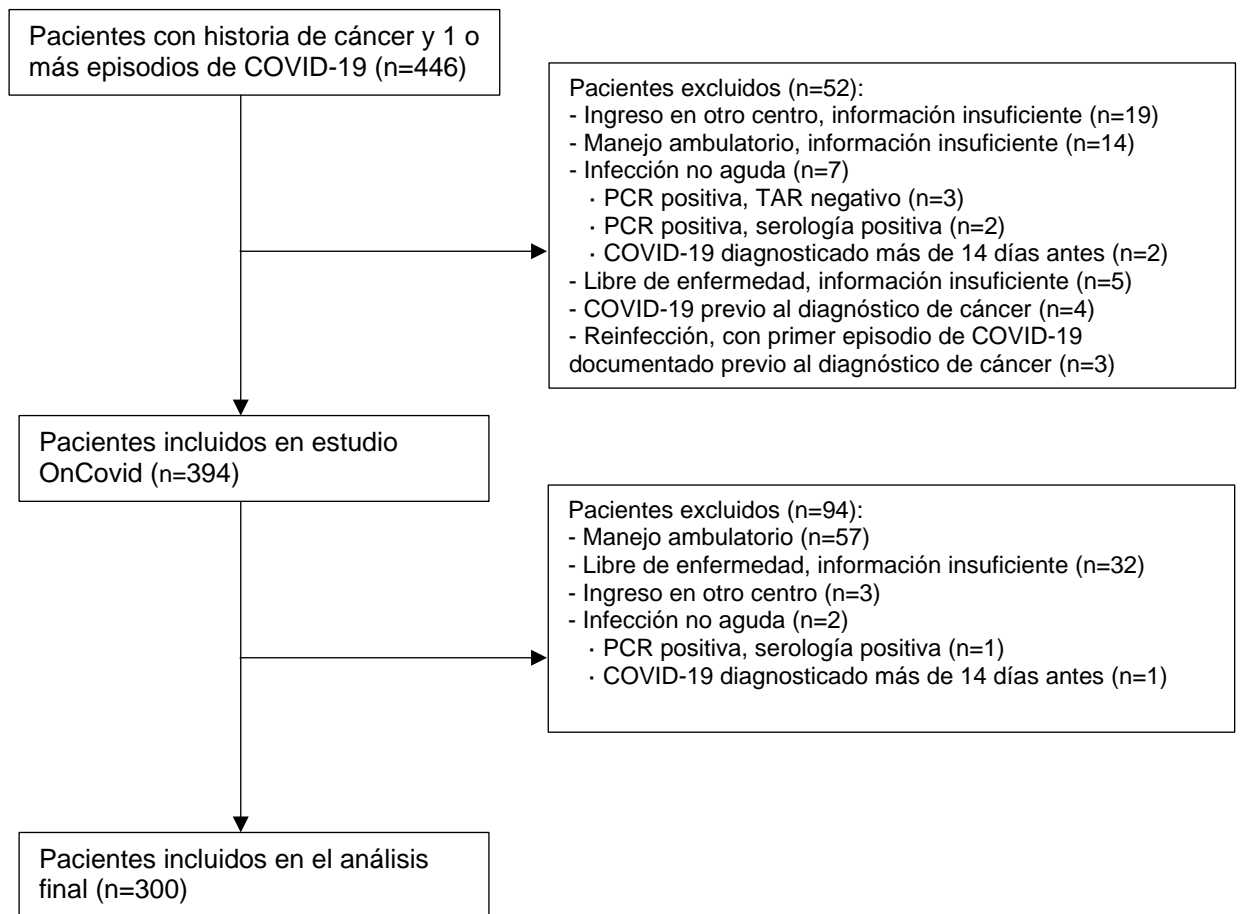 Pacientes con historia de cáncer y 1 o
más episodios de COVID-19 (n=446)
Pacientes excluidos (n=52):
- Ingreso en otro centro, información insuficiente (n=19)
- Manejo ambulatorio, información insuficiente (n=14)
- Infección no aguda (n=7)
· PCR positiva, TAR negativo (n=3)
· PCR positiva, serología positiva (n=2)
· COVID-19 diagnosticado más de 14 días antes (n=2)
- Libre de enfermedad, información insuficiente (n=5)
- COVID-19 previo al diagnóstico de cáncer (n=4)
- Reinfección, con primer episodio de COVID-19
documentado previo al diagnóstico de cáncer (n=3)
Pacientes incluidos en estudio
OnCovid (n=394)
Pacientes excluidos (n=94):
- Manejo ambulatorio (n=57)
- Libre de enfermedad, información insuficiente (n=32)
- Ingreso en otro centro (n=3)
- Infección no aguda (n=2)
· PCR positiva, serología positiva (n=1)
· COVID-19 diagnosticado más de 14 días antes (n=1)
Pacientes incluidos en el análisis
final (n=300)